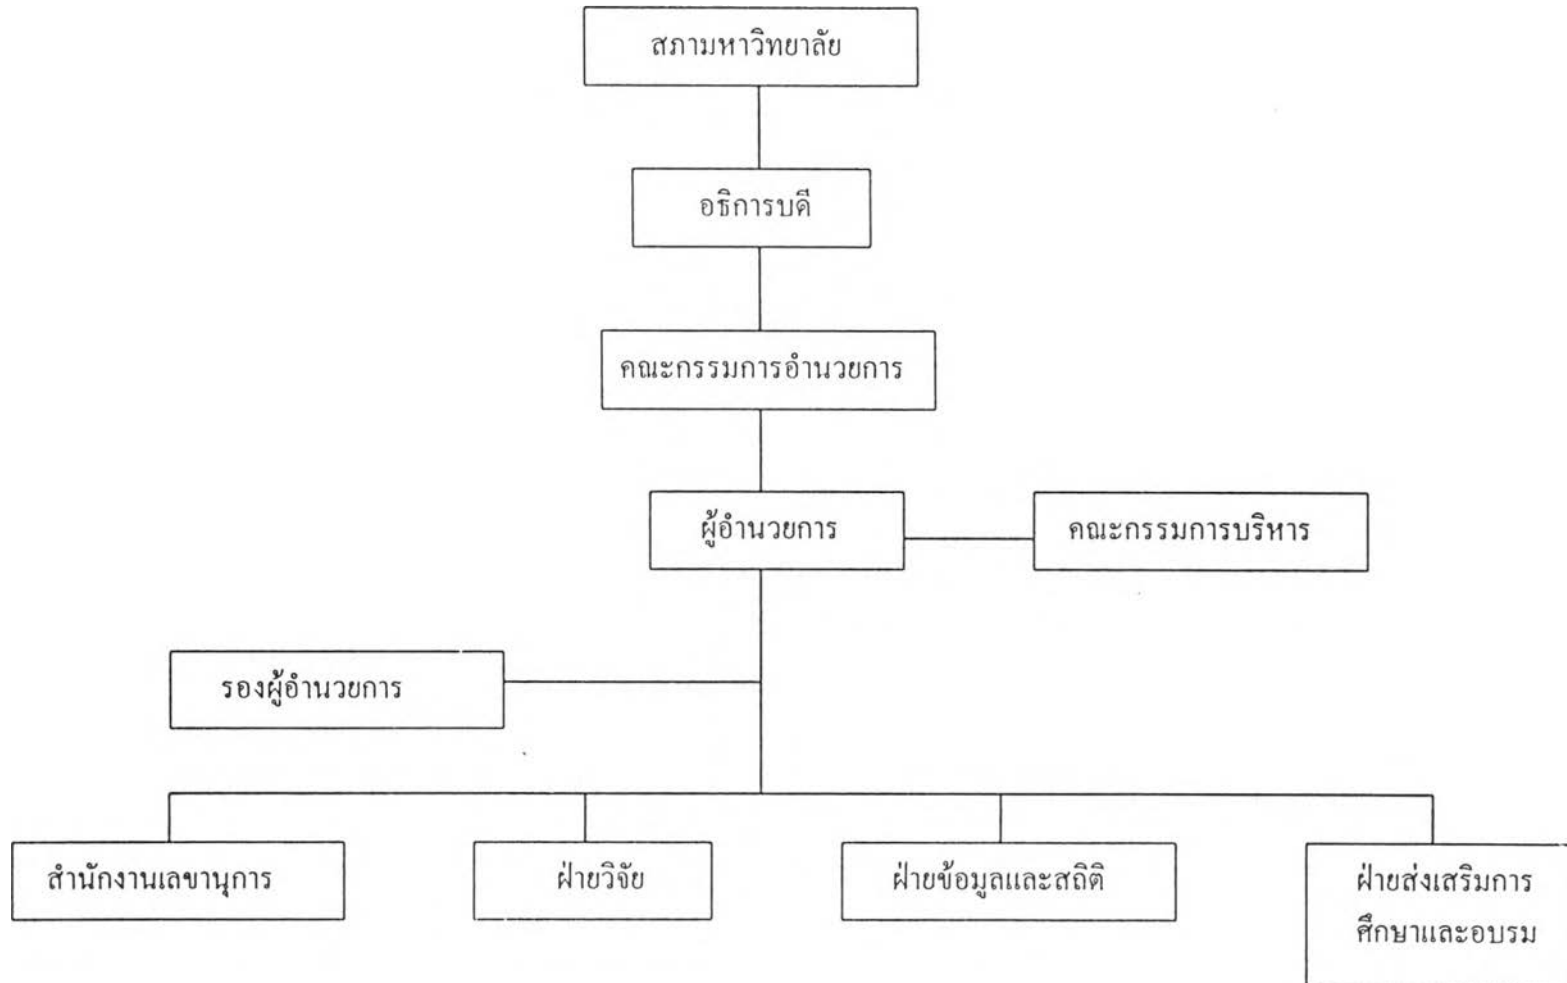 สภามหาวิทยาลัย
อธิการบดี
คณะกรรมการอำนวยการ
ผู้อำนวยการ
คณะกรรมการบริหาร
รองผู้อำนวยการ
สำนักงานเลขานุการ
ฝ่ายวิจัย
ฝ่ายข้อมูลและสถิติ
ฝ่ายส่งเสริมการ
ศึกษาและอบรม